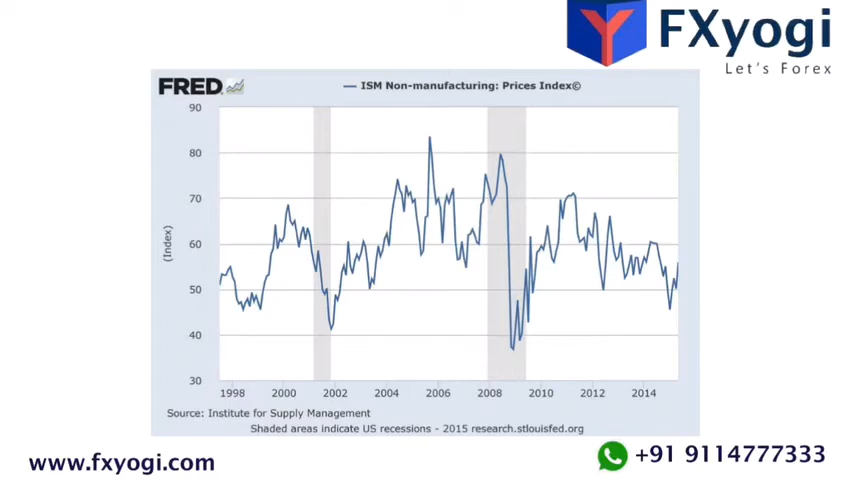 FXyogi
Let's Forex
FRED
ISM Non-manufacturing: Prices Index©
90
80
70
60
50
40
30
(Index)
1998 2000 2002 2004 2006 2008 2010 2012 2014
Source: Institute for Supply Management
Shaded areas indicate US recessions - 2015 research.stlouisfed.org
www.fxyogi.com
+91 9114777333